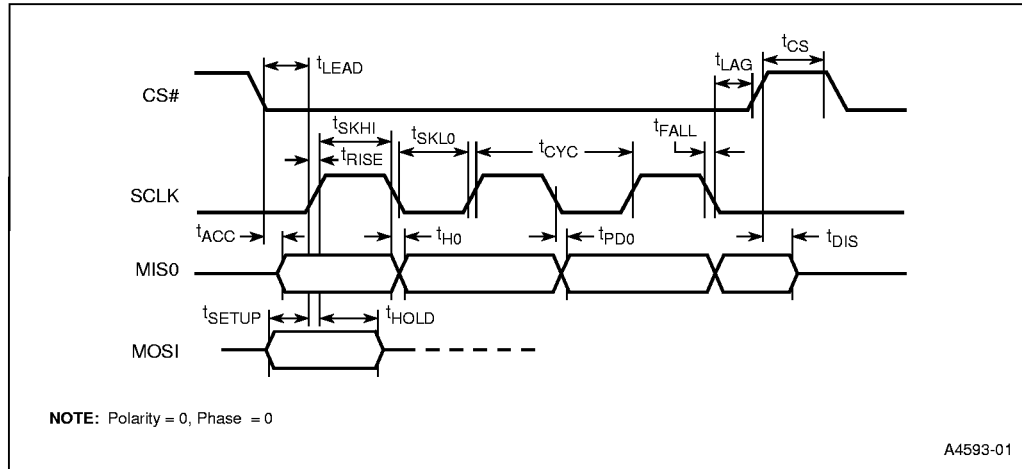 tCS
tLEAD
tLAG
CS#
tSKHI
tSKL0
tFALL
tCYC
tRISE
SCLK
tACC
tH0
tPD0
tDIS
MIS0
tSETUP
tHOLD
MOSI
NOTE: Polarity = 0, Phase = 0
A4593-01